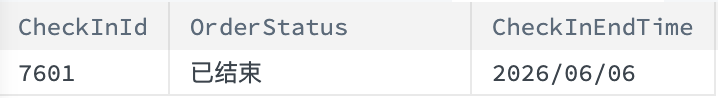 CheckInId OrderStatus CheckInEndTime
7601 已结束 2026/06/06